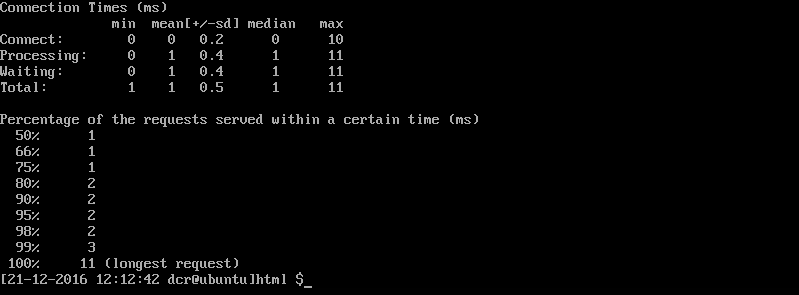 Connection Times (ms)
              min  mean[+/-sd] median   max
Connect:        0    0   0.2      0      10
Processing:     0    1   0.4      1      11
Waiting:        0    1   0.4      1      11
Total:          1    1   0.5      1      11

Percentage of the requests served within a certain time (ms)
  50%      1
  66%      1
  75%      1
  80%      2
  90%      2
  95%      2
  98%      2
  99%      3
 100%     11 (longest request)
[21-12-2016 12:12:42 dcr@ubuntu]html $_